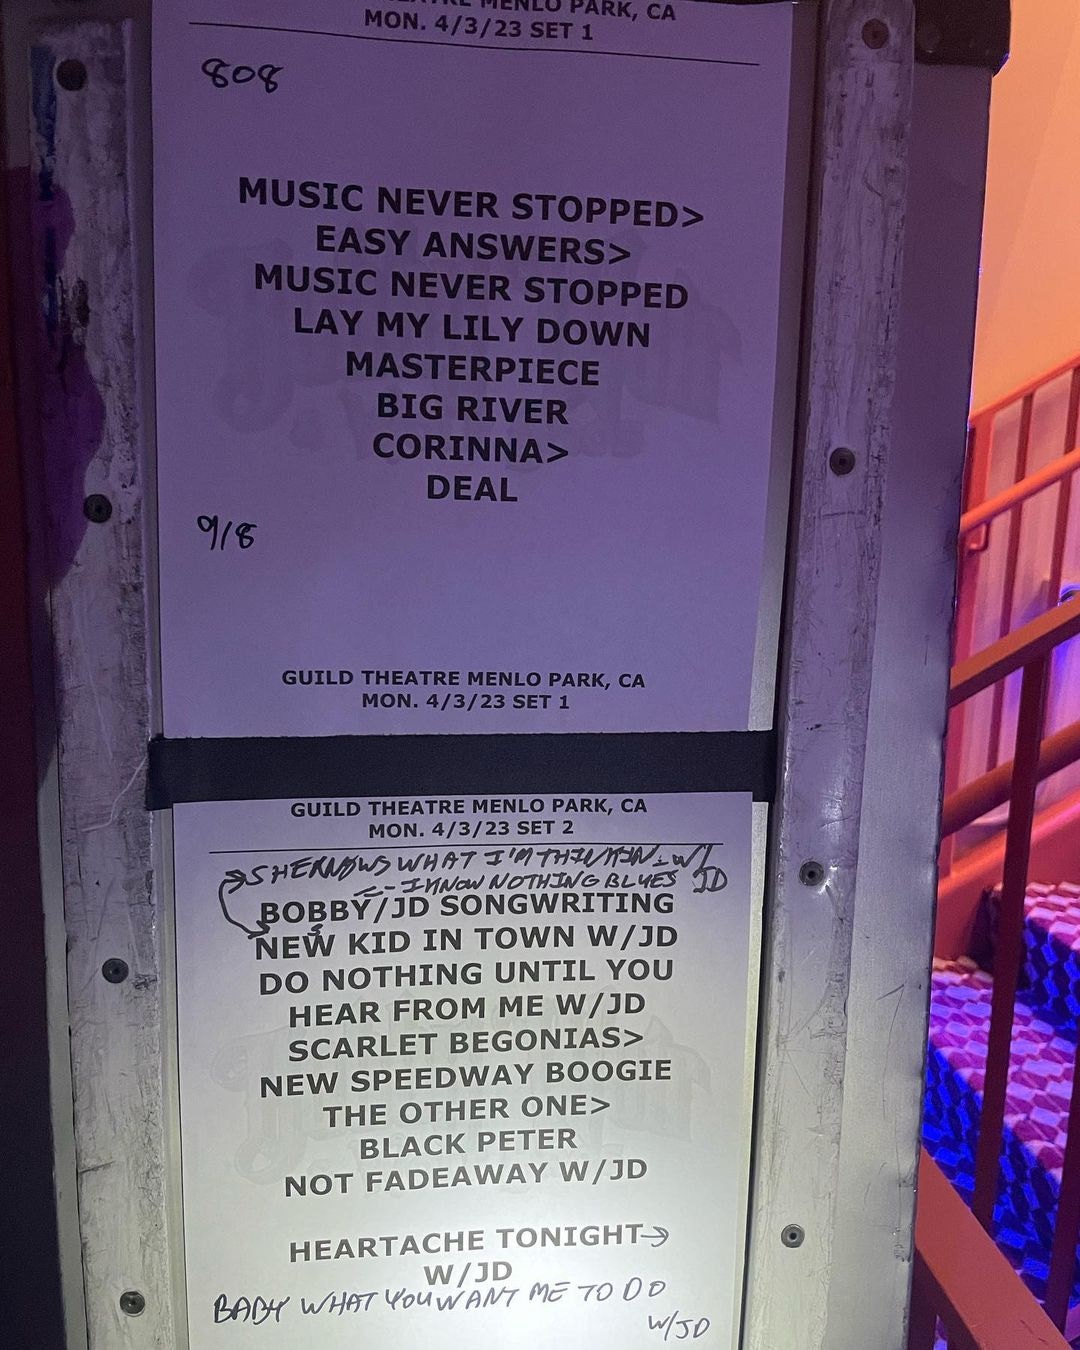 MENLO PARK, CA
MON. 4/3/23 SET 1
808
MUSIC NEVER STOPPED>
EASY ANSWERS>
MUSIC NEVER STOPPED
LAY MY LILY DOWN
MASTERPIECE
BIG RIVER
CORINNA>
DEAL
9/8
GUILD THEATRE MENLO PARK, CA
MON. 4/3/23 SET 1
GUILD THEATRE MENLO PARK, CA
MON. 4/3/23 SET 2
WHAT I'M THINKIN W/
I KNOW NOTHING BLUES JD
BOBBY/JD SONGWRITING
NEW KID IN TOWN W/JD
DO NOTHING UNTIL YOU
HEAR FROM ME W/JD
SCARLET BEGONIAS>
NEW SPEEDWAY BOOGIE
THE OTHER ONE>
BLACK PETER
NOT FADEAWAY W/JD
HEARTACHE TONIGHT→
W/JD
BABY WHAT YOU WANT ME TO DO
W/JD